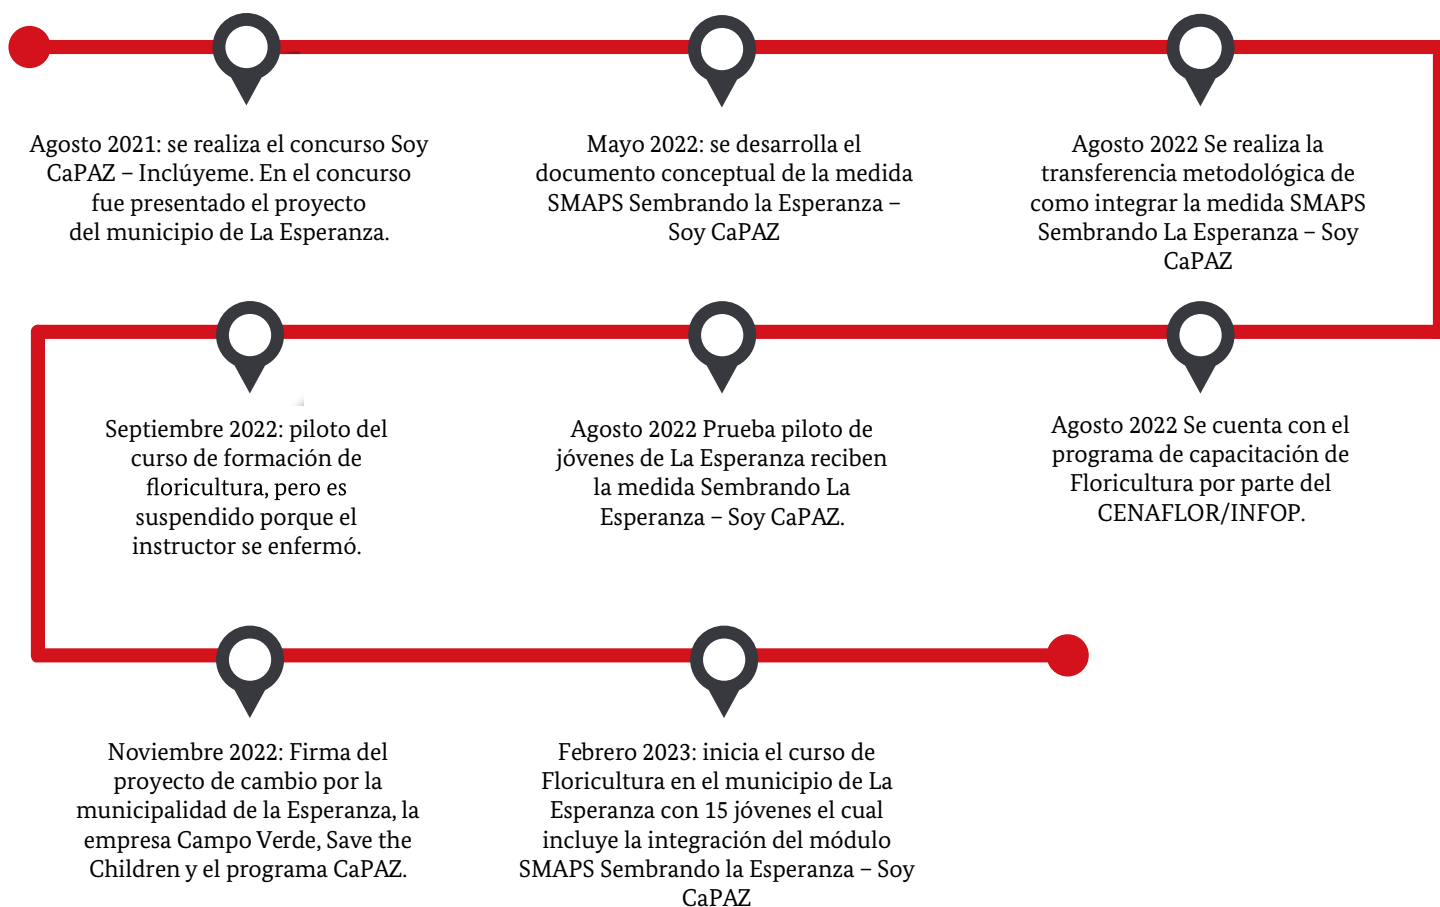 Agosto 2021: se realiza el concurso Soy
CaPAZ – Inclúyeme. En el concurso
fue presentado el proyecto
del municipio de La Esperanza.
Mayo 2022: se desarrolla el
documento conceptual de la medida
SMAPS Sembrando la Esperanza –
Soy CaPAZ
Agosto 2022 Se realiza la
transferencia metodológica de
como integrar la medida SMAPS
Sembrando La Esperanza – Soy
CaPAZ
Agosto 2022 Se cuenta con el
programa de capacitación de
Floricultura por parte del
CENAFLOR/INFOP.
Agosto 2022 Prueba piloto de
jóvenes de La Esperanza reciben
la medida Sembrando La
Esperanza – Soy CaPAZ.
Septiembre 2022: piloto del
curso de formación de
floricultura, pero es
suspendido porque el
instructor se enfermó.
Noviembre 2022: Firma del
proyecto de cambio por la
municipalidad de la Esperanza, la
empresa Campo Verde, Save the
Children y el programa CaPAZ.
Febrero 2023: inicia el curso de
Floricultura en el municipio de La
Esperanza con 15 jóvenes el cual
incluye la integración del módulo
SMAPS Sembrando la Esperanza – Soy
CaPAZ